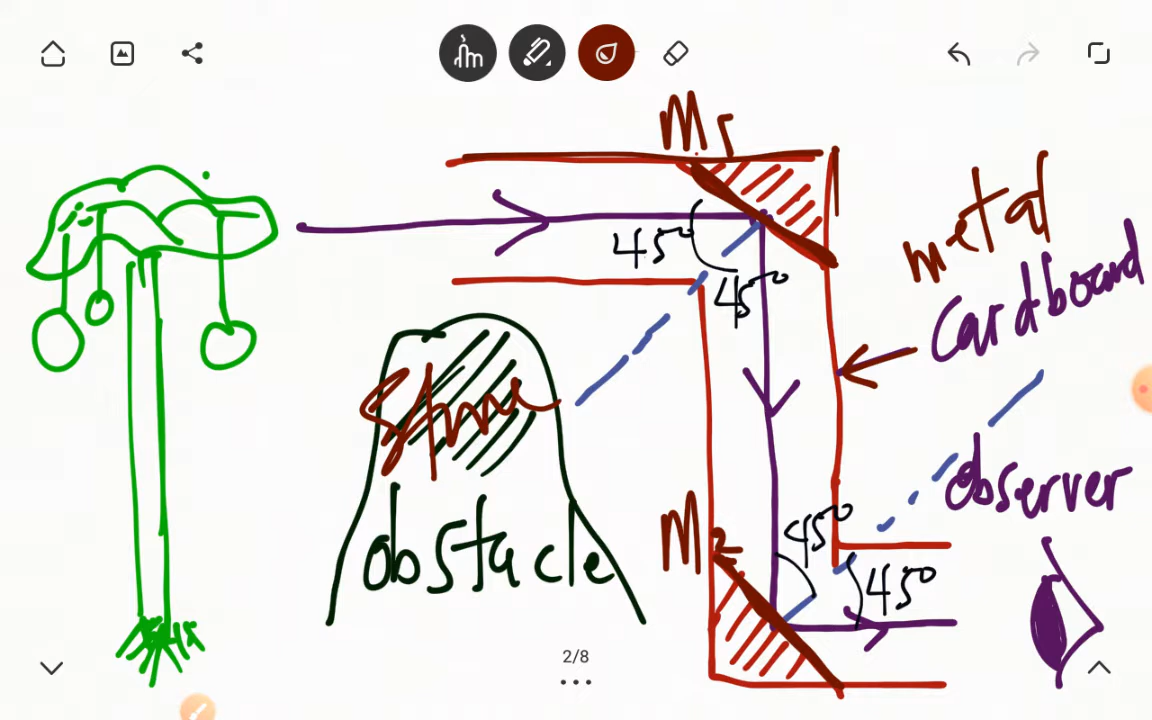 M₁
metal
45°
45°
cardboard
Stone
obstacle
observer
M₂
45°
45°
2/8